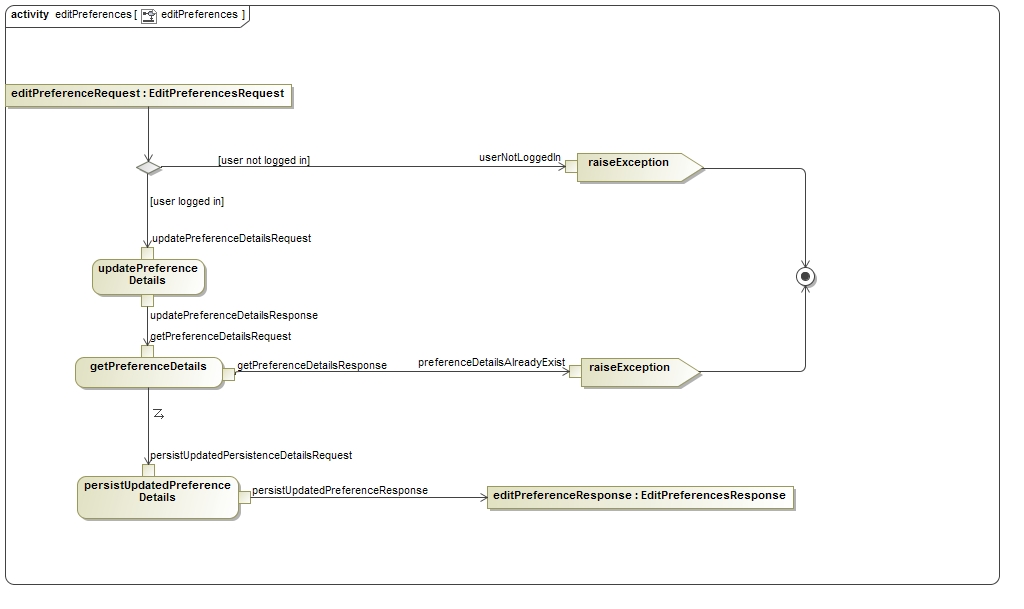 activity editPreferences [ editPreferences ]
editPreferenceRequest : EditPreferencesRequest
[user not logged in]
userNotLoggedIn
raiseException
[user logged in]
updatePreferenceDetailsRequest
updatePreference
Details
updatePreferenceDetailsResponse
getPreferenceDetailsRequest
getPreferenceDetails
getPreferenceDetailsResponse
preferenceDetailsAlreadyExist
raiseException
persistUpdatedPersistenceDetailsRequest
persistUpdatedPreference
Details
persistUpdatedPreferenceResponse
editPreferenceResponse : EditPreferencesResponse